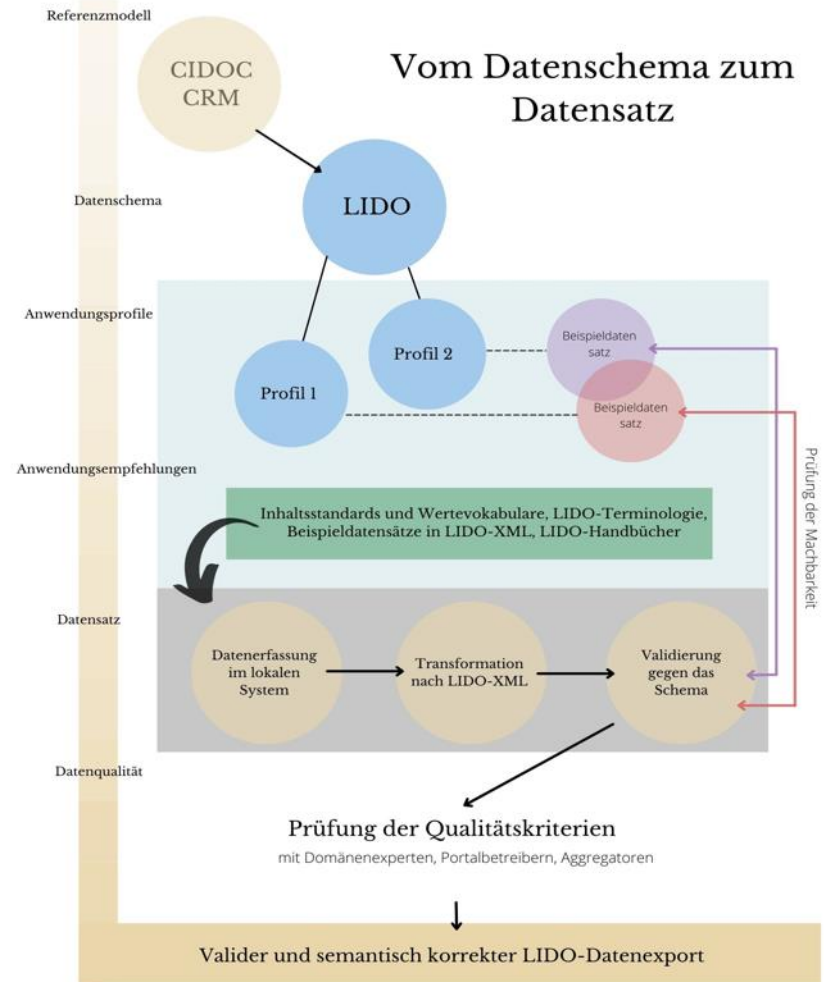 Referenzmodell
CIDOC
CRM
Vom Datenschema zum
Datensatz
Datenschema
LIDO
Anwendungsprofile
Profil 1
Profil 2
Beispieldaten
satz
Beispieldaten
satz
Prüfung der Machbarkeit
Anwendungsempfehlungen
Inhaltsstandards und Wertevokabulare, LIDO-Terminologie,
Beispieldatensätze in LIDO-XML, LIDO-Handbücher
Datensatz
Datenerfassung
im lokalen
System
Transformation
nach LIDO-XML
Validierung
gegen das
Schema
Datenqualität
Prüfung der Qualitätskriterien
mit Domänenexperten, Portalbetreibern, Aggregatoren
Valider und semantisch korrekter LIDO-Datenexport